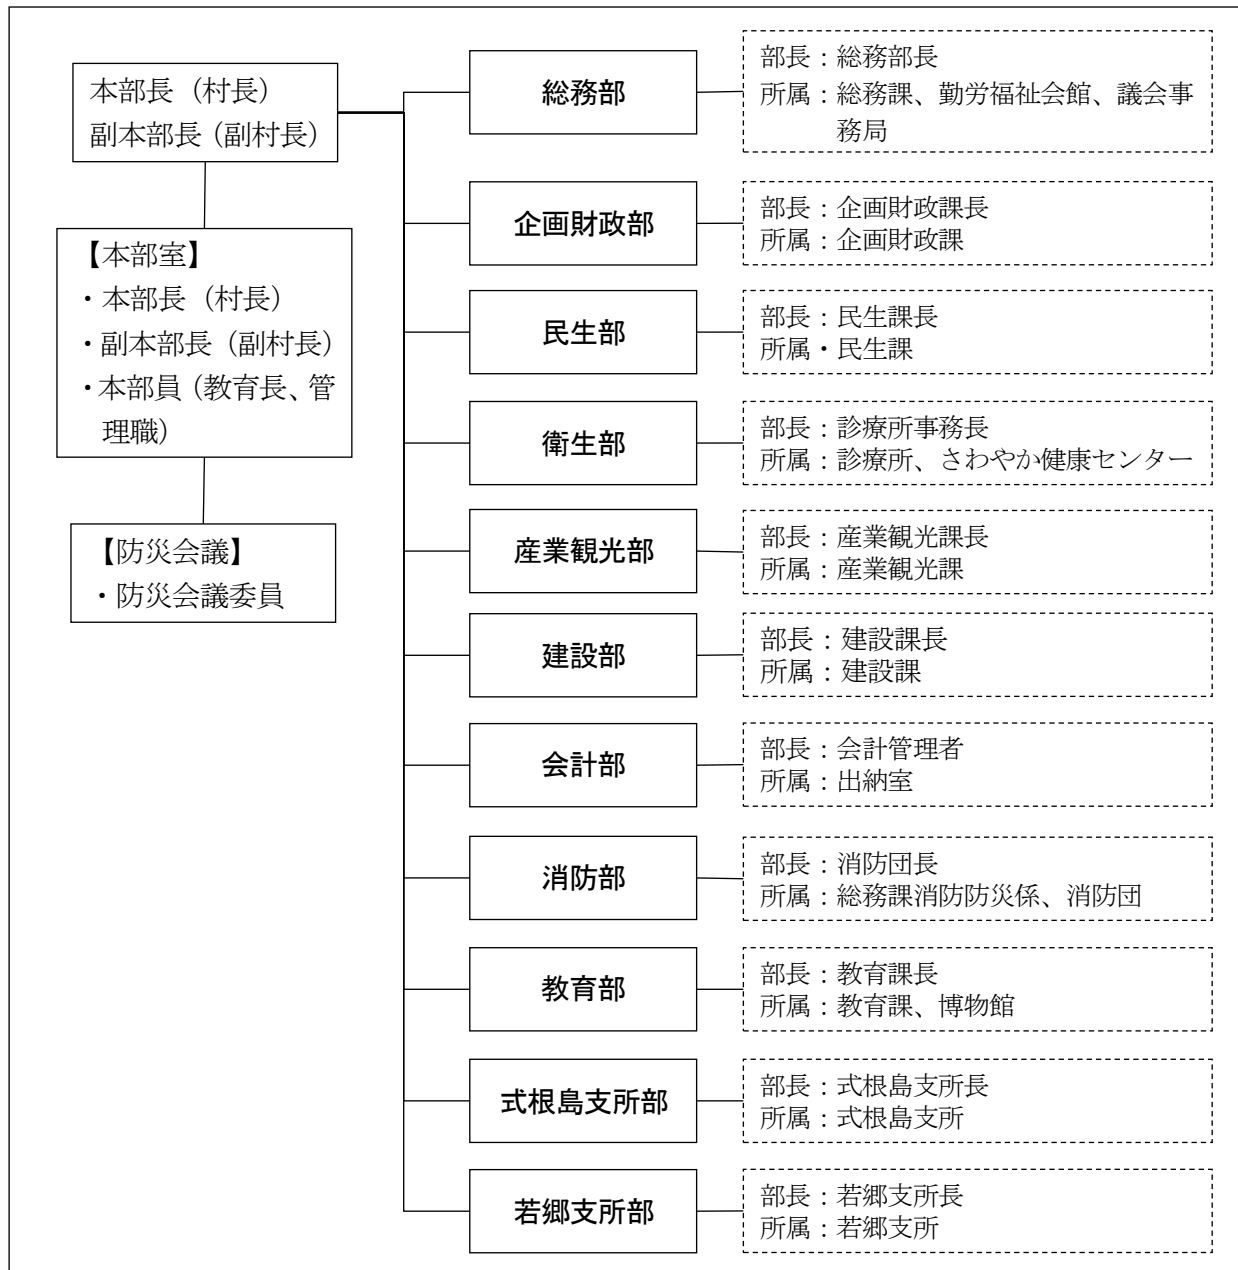 本部長（村長）
副本部長（副村長）
【本部室】
・本部長（村長）
・副本部長（副村長）
・本部員（教育長、管
理職）
【防災会議】
・防災会議委員
総務部
部長：総務部長
所属：総務課、勤労福祉会館、議会事
務局
企画財政部
部長：企画財政課長
所属：企画財政課
民生部
部長：民生課長
所属・民生課
衛生部
部長：診療所事務長
所属：診療所、さわやか健康センター
産業観光部
部長：産業観光課長
所属：産業観光課
建設部
部長：建設課長
所属：建設課
会計部
部長：会計管理者
所属：出納室
消防部
部長：消防団長
所属：総務課消防防災係、消防団
教育部
部長：教育課長
所属：教育課、博物館
式根島支所部
部長：式根島支所長
所属：式根島支所
若郷支所部
部長：若郷支所長
所属：若郷支所